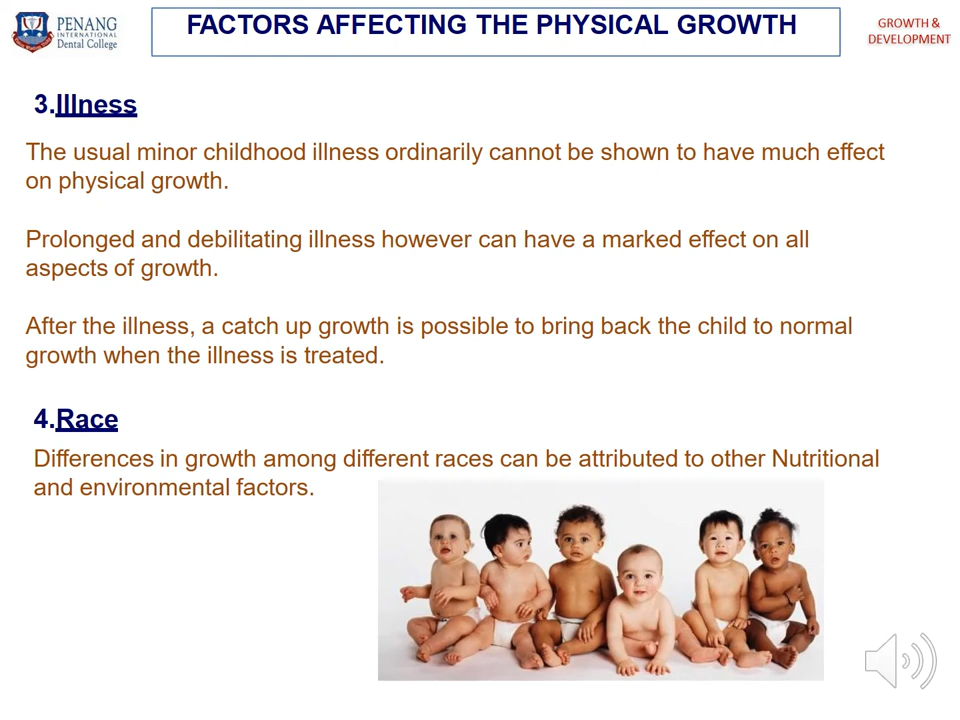 PENANG
INTERNATIONAL
Dental College
FACTORS AFFECTING THE PHYSICAL GROWTH
GROWTH &
DEVELOPMENT
3.Illness
The usual minor childhood illness ordinarily cannot be shown to have much effect
on physical growth.
Prolonged and debilitating illness however can have a marked effect on all
aspects of growth.
After the illness, a catch up growth is possible to bring back the child to normal
growth when the illness is treated.
4.Race
Differences in growth among different races can be attributed to other Nutritional
and environmental factors.